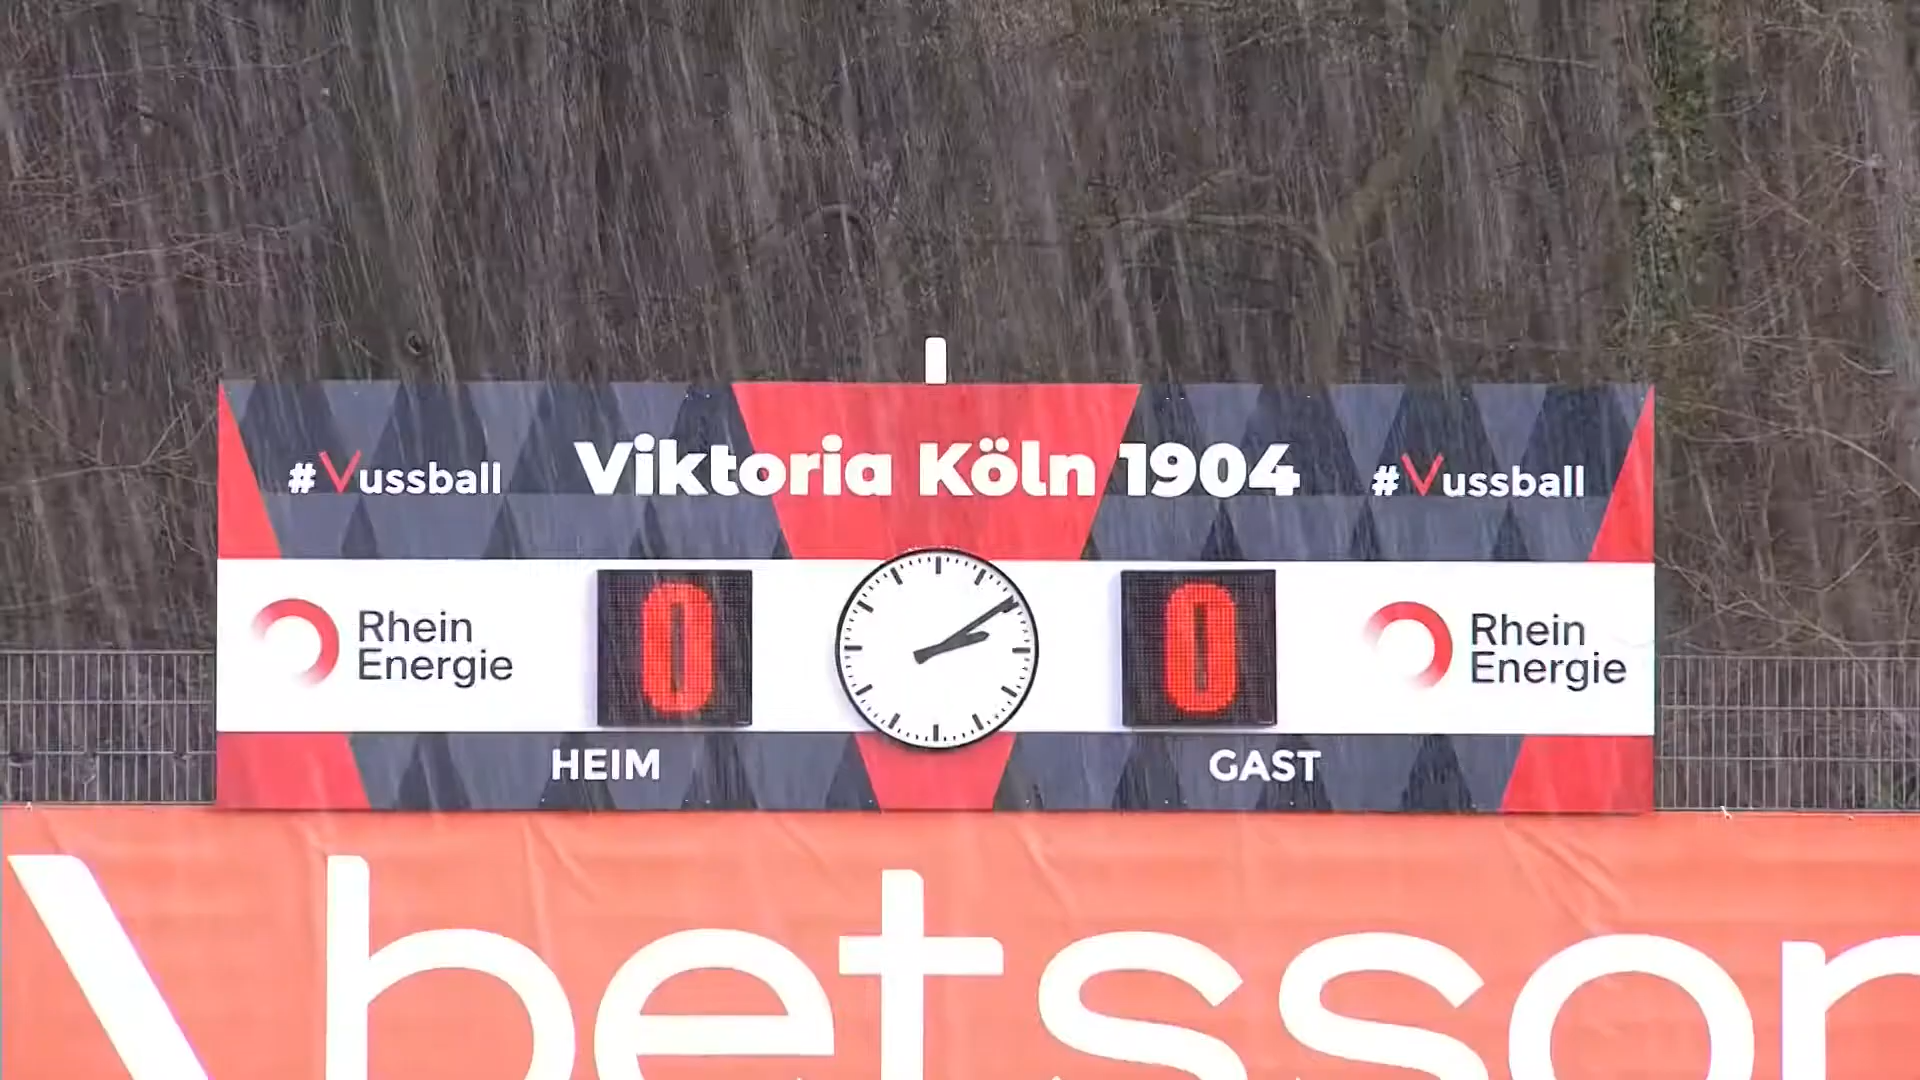 #Vussball
Viktoria Köln 1904
#Vussball
Rhein
Energie
0
0
Rhein
Energie
HEIM
GAST
betsson